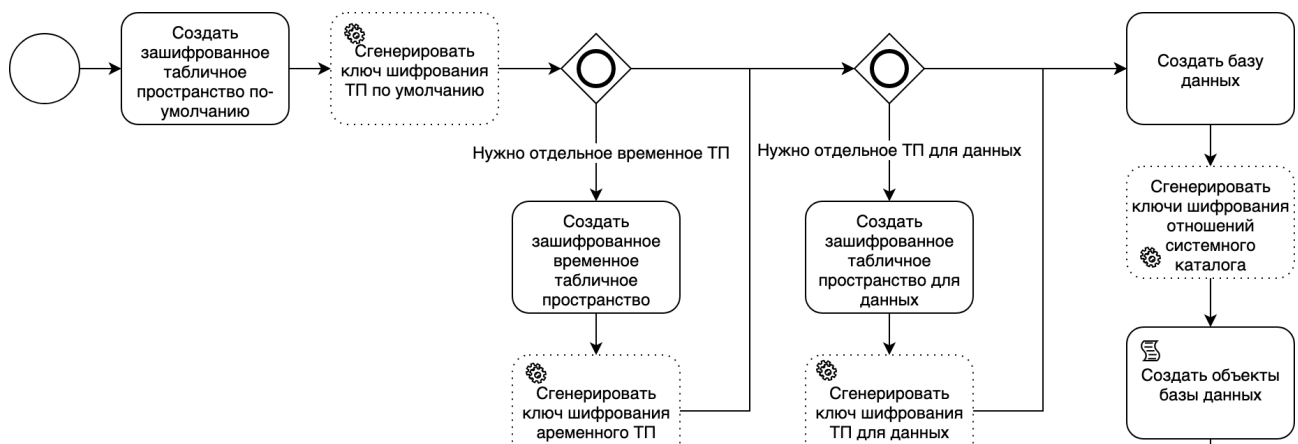 Создать
зашифрованное
табличное
пространство по-
умолчанию
Сгенерировать
ключ шифрования
ТП по умолчанию
Нужно отдельное временное ТП
Создать
зашифрованное
временное
табличное
пространство
Сгенерировать
ключ шифрования
аременного ТП
Нужно отдельное ТП для данных
Создать
зашифрованное
табличное
пространство для
данных
Сгенерировать
ключ шифрования
ТП для данных
Создать базу
данных
Сгенерировать
ключи шифрования
отношений
системного
каталога
Создать объекты
базы данных